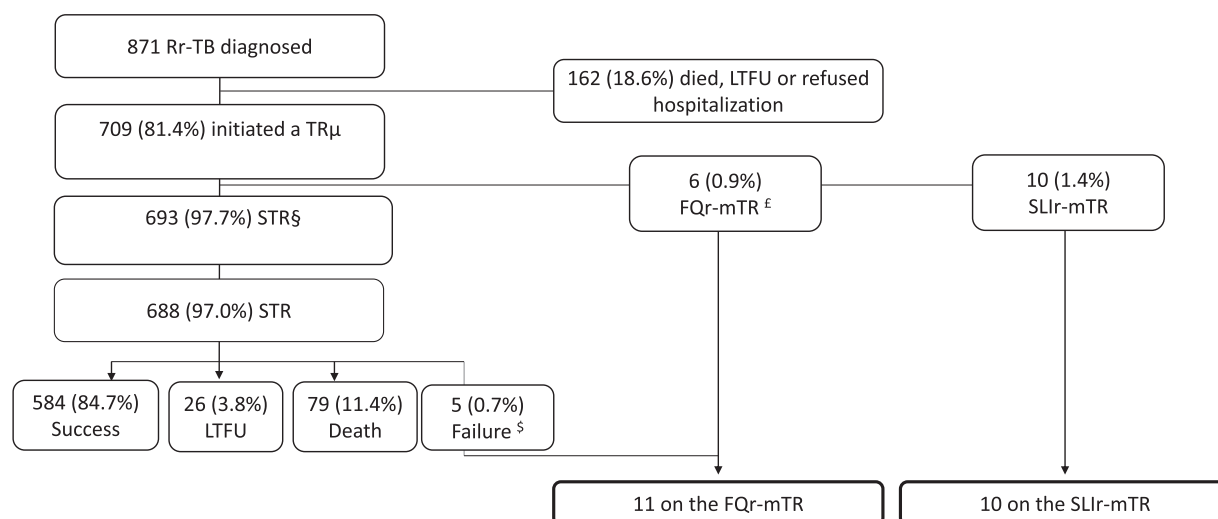 871 Rr-TB diagnosed
162 (18.6%) died, LTFU or refused
hospitalization
709 (81.4%) initiated a TRμ
6 (0.9%)
FQr-mTR £
10 (1.4%)
SLIr-mTR
693 (97.7%) STR§
688 (97.0%) STR
584 (84.7%)
Success
26 (3.8%)
LTFU
79 (11.4%)
Death
5 (0.7%)
Failure $
11 on the FQr-mTR
10 on the SLIr-mTR